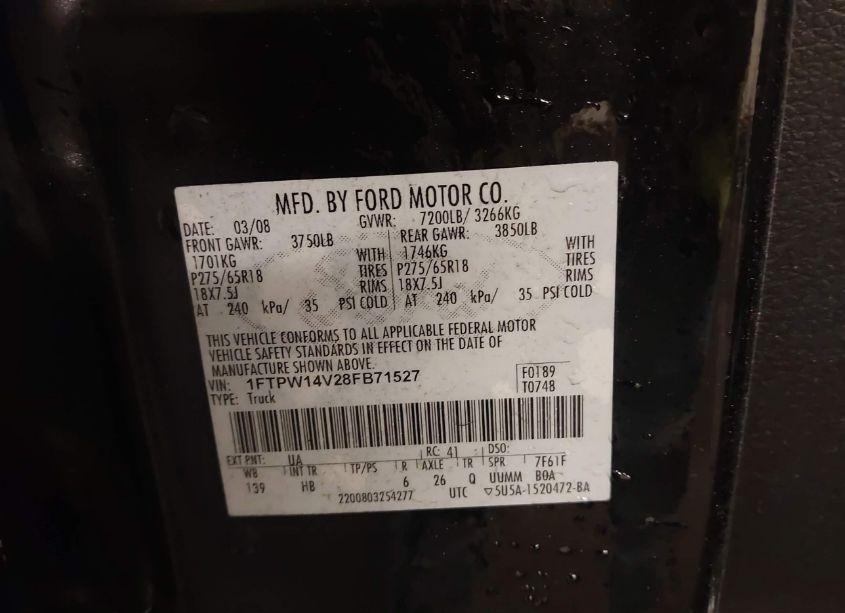 MFD. BY FORD MOTOR CO.
DATE: 03/08 GVWR: 7200LB/ 3266KG
FRONT GAWR: 3750LB REAR GAWR: 3850LB
1701KG WITH 1746KG WITH
P275/65R18 TIRES P275/65R18 TIRES
18X7.5J RIMS 18X7.5J RIMS
AT 240 kPa/ 35 PSI COLD AT 240 kPa/ 35 PSI COLD
THIS VEHICLE CONFORMS TO ALL APPLICABLE FEDERAL MOTOR
VEHICLE SAFETY STANDARDS IN EFFECT ON THE DATE OF
MANUFACTURE SHOWN ABOVE.
VIN: 1FTPW14V28FB71527 F0189
TYPE: Truck T0748
EXT PNT: UA RC: 41 DSO:
WB INT TR TP/PS R AXLE TR SPR 7F61F
139 HB 6 26 Q UUMM B0A
2200803254277 UTC ▽5U5A-1520472-BA